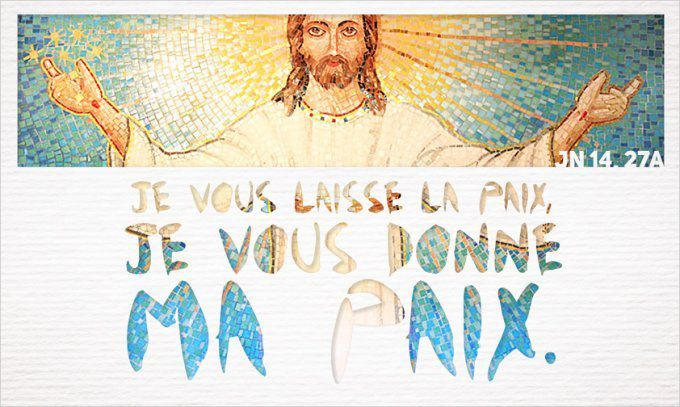 JN 14, 27A
JE VOUS LAISSE LA PAIX,
JE VOUS DONNE
MA PAIX.